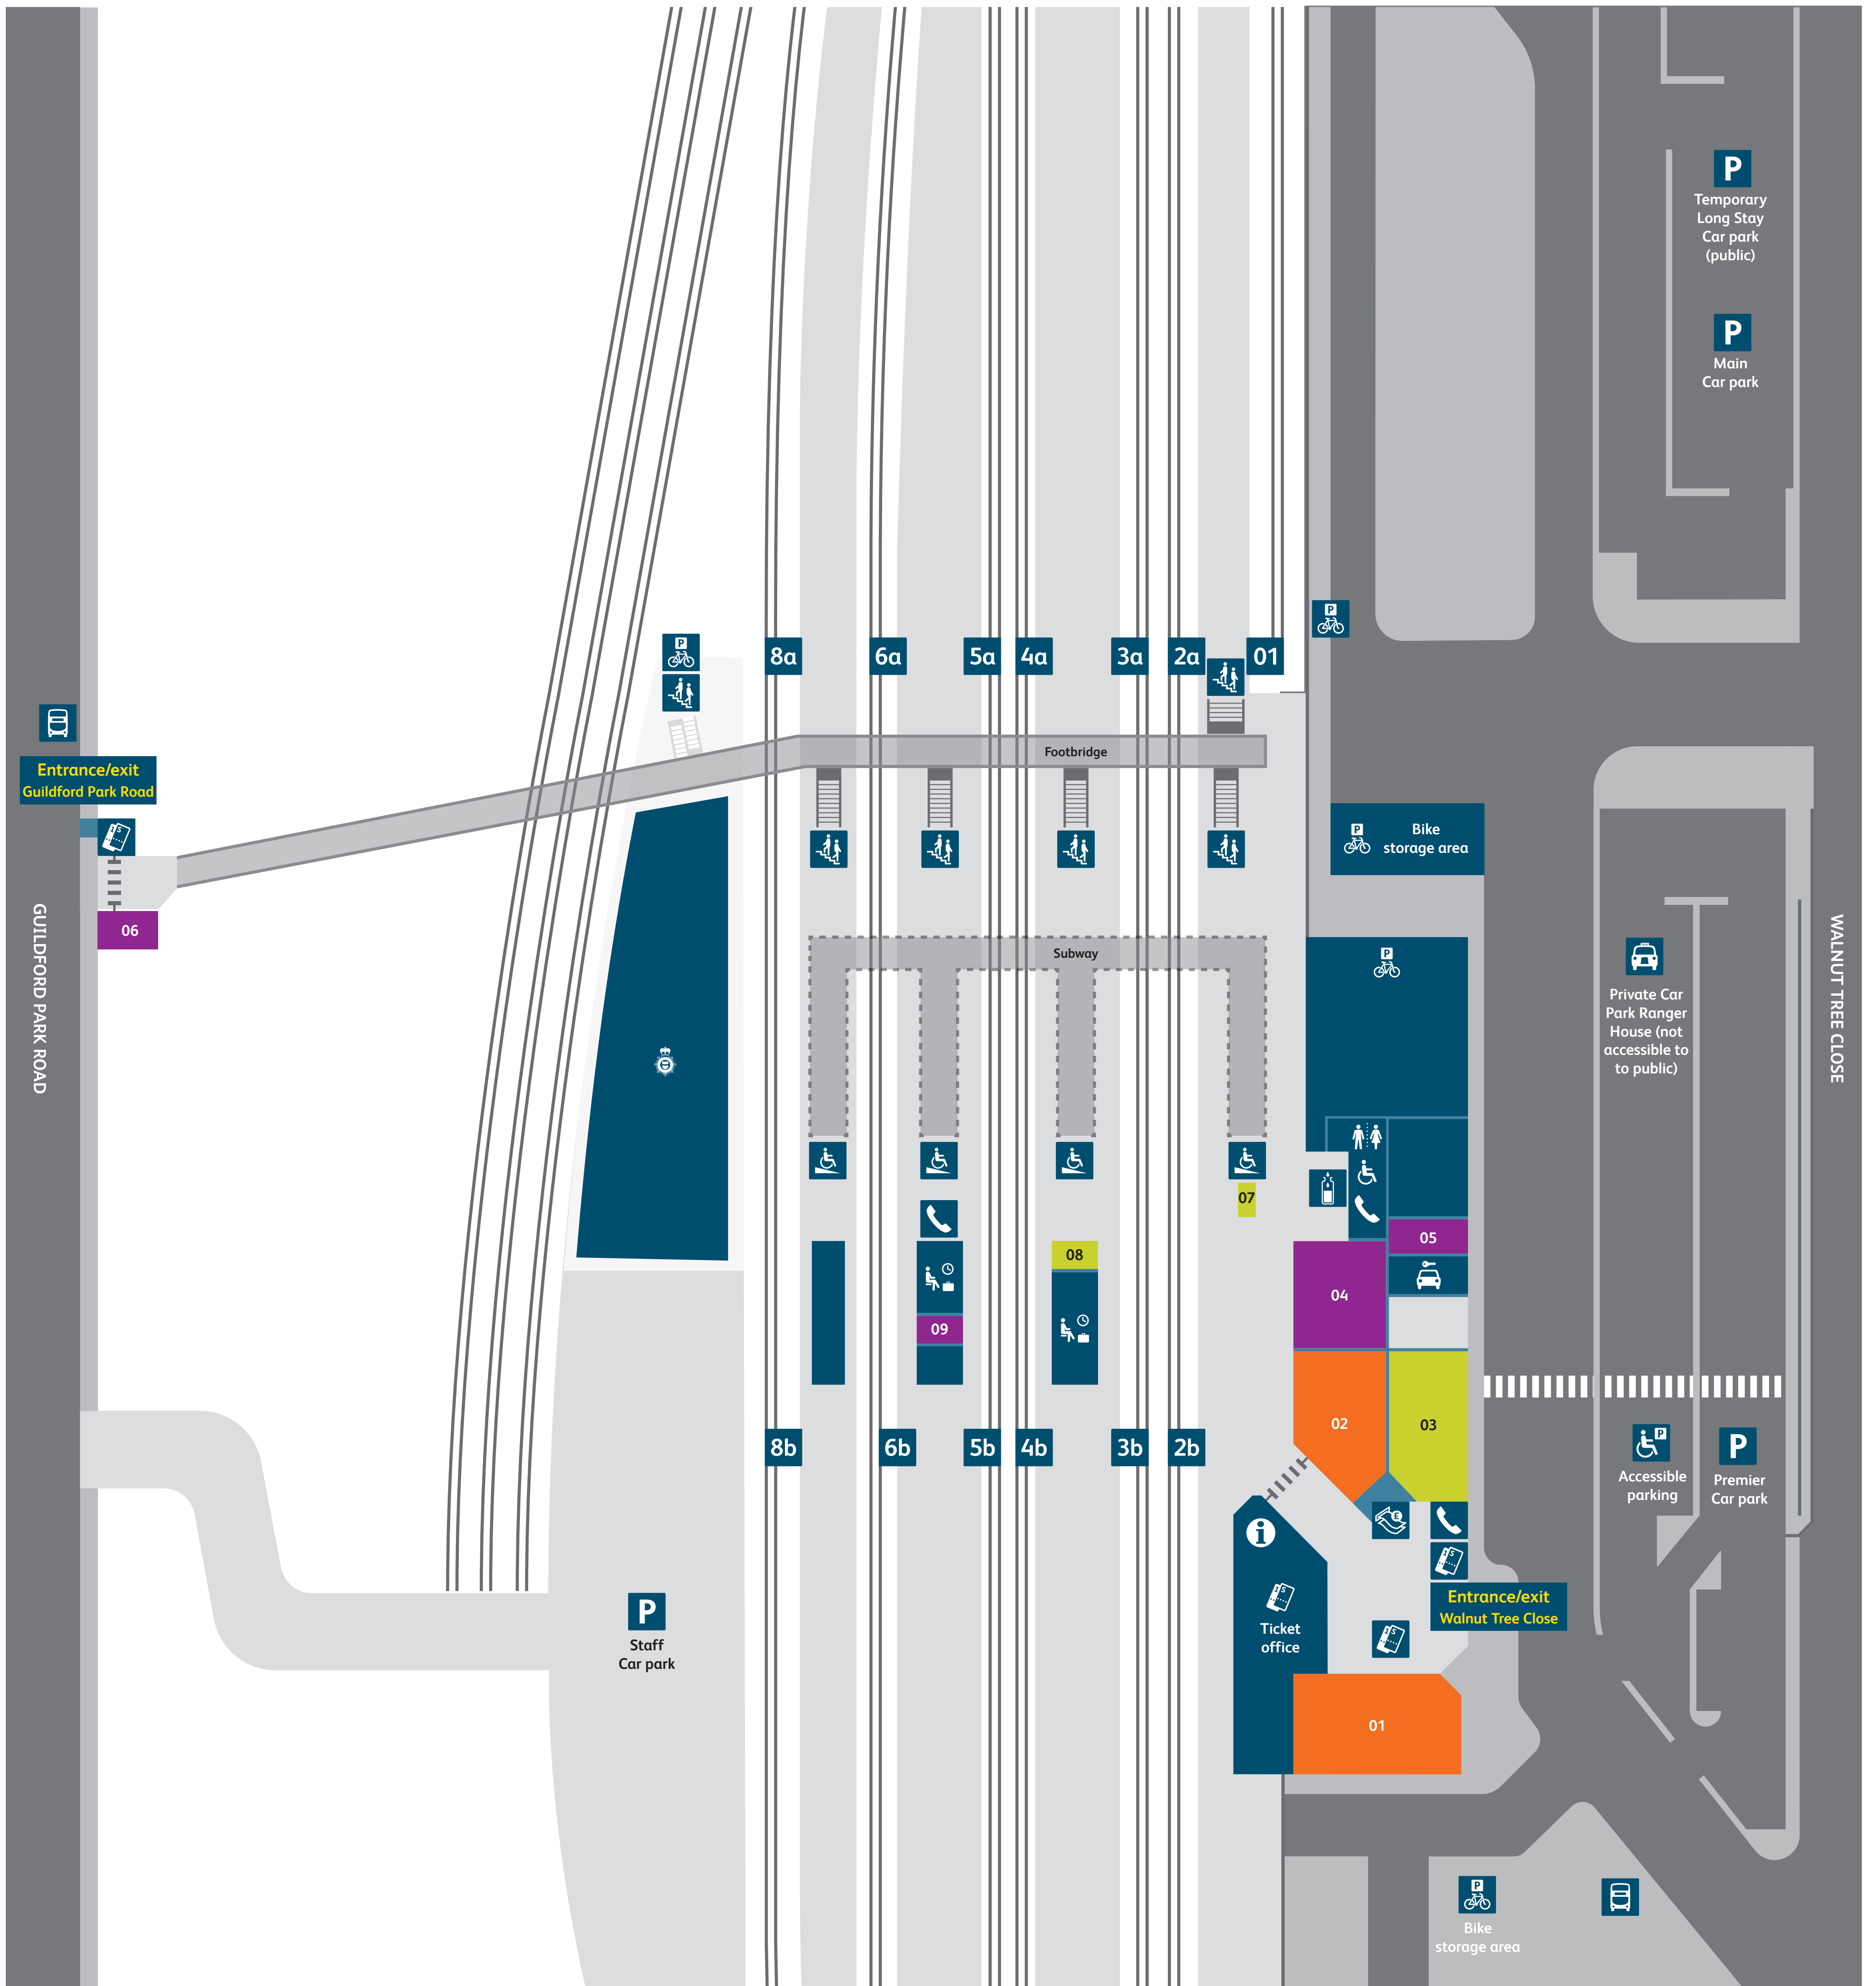 P
Temporary
Long Stay
Car park
(public)
P
Main
Car park
P
P
8a
6a
5a
4a
3a
2a
01
Footbridge
Entrance/exit
Guildford Park Road
P
Bike
storage area
06
GUILDFORD PARK ROAD
WALNUT TREE CLOSE
Subway
P
Private Car
Park Ranger
House (not
accessible to
to public)
07
05
08
04
09
02
03
8b
6b
5b
4b
3b
2b
P
Accessible
parking
P
Premier
Car park
£
i
Entrance/exit
Walnut Tree Close
Ticket
office
P
Staff
Car park
01
P
Bike
storage area